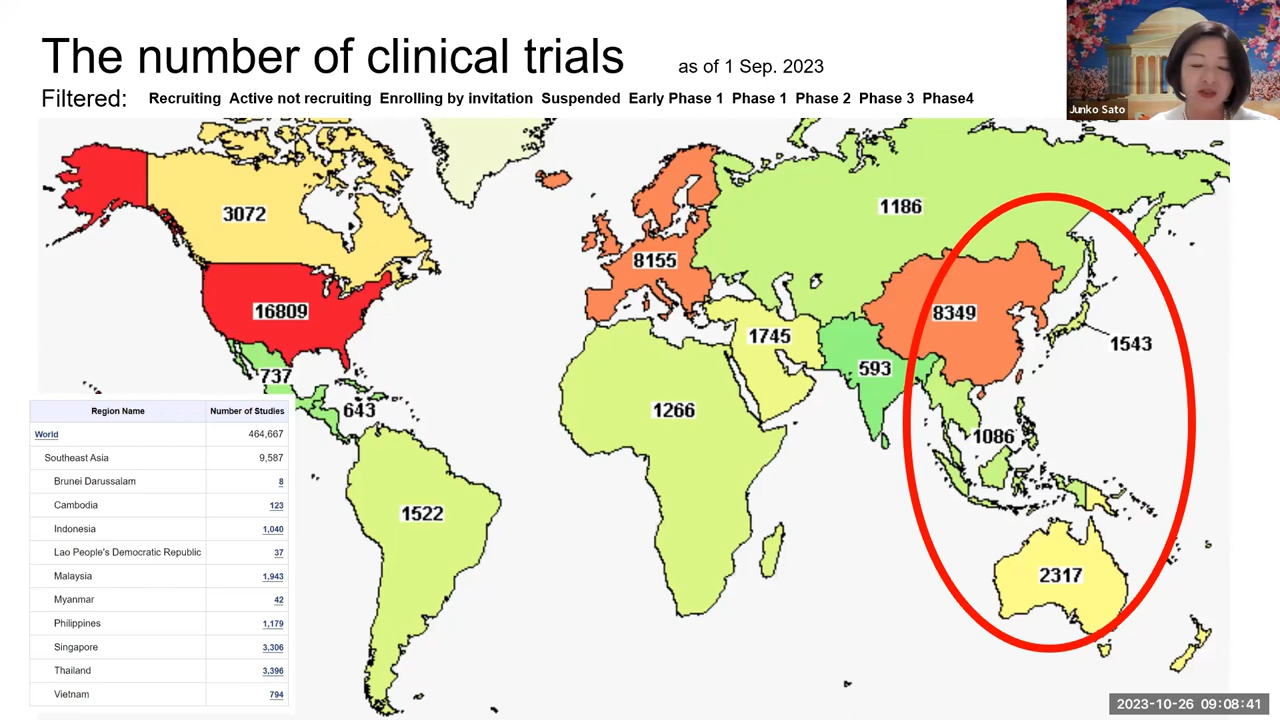 The number of clinical trials
as of 1 Sep. 2023
Filtered:
Recruiting Active not recruiting Enrolling by invitation Suspended Early Phase 1 Phase 1 Phase 2 Phase 3 Phase4
Junko Sato
3072
1186
8155
16809
8349
1745
1543
593
737
643
1266
1086
1522
2317
Region Name Number of Studies
World 464,667
Southeast Asia 9,587
Brunei Darussalam 8
Cambodia 123
Indonesia 1,040
Lao People's Democratic Republic 37
Malaysia 1,943
Myanmar 42
Philippines 1,179
Singapore 3,306
Thailand 3,396
Vietnam 794
2023-10-26 09:08:41